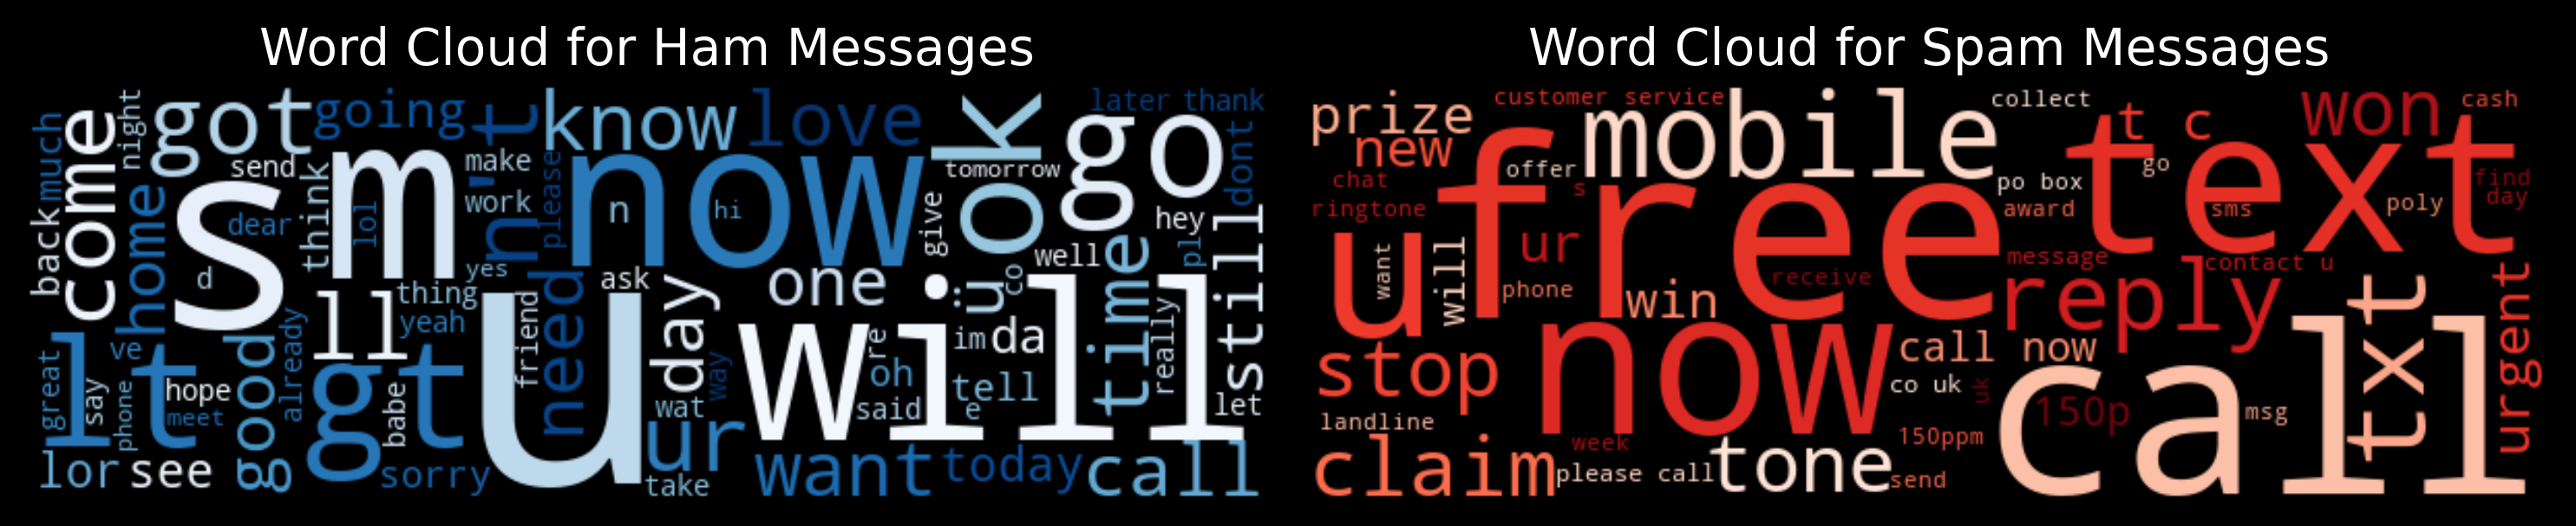 Word Cloud for Ham Messages
much
come
night
got
going
't
know
love
ok
later
thank
send
think
m
make
now
tomorrow
go
dont
back
home
s
dear
lol
work
n'
please
n
hi
give
hey
still
d
yes
ask
day
one
i
ü
co
well
time
pl
thing
ll
yeah
friend
need
u
will
re
im
da
really
great
lt
ve
say
phone
hope
meet
good
already
gt
babe
way
wat
oh
said
tell
e
let
lor
see
sorry
ur
take
want
today
call
Word Cloud for Spam Messages
prize
customer service
mobile
collect
t c
won
cash
new
free
offer
text
go
chat
s
po box
find
day
ringtone
award
sms
poly
u
want
will
ur
phone
win
receive
message
contact u
reply
urgent
stop
now
call now
co uk
uk
call
txt
landline
150p
msg
claim
week
please call
tone
150ppm
send